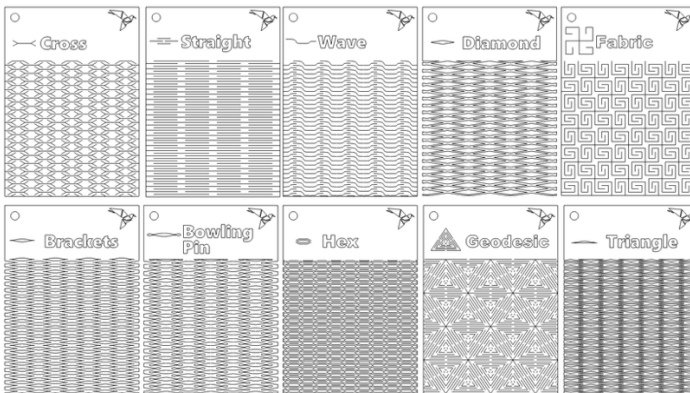 Cross
Straight
Wave
Diamond
Fabric
Brackets
Bowling
Pin
Hex
Geodesic
Triangle